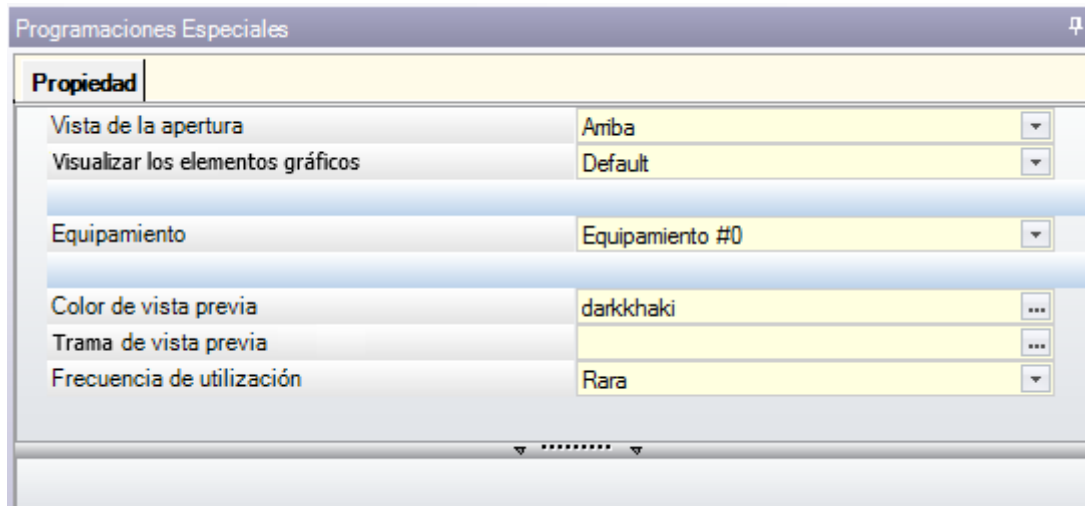 Programaciones Especiales
Propiedad
Vista de la apertura Arriba
Visualizar los elementos gráficos Default
Equipamiento Equipamiento #0
Color de vista previa darkkhaki
Trama de vista previa
Frecuencia de utilización Rara